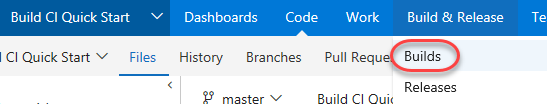 Build CI Quick Start Dashboards Code Work Build & Release Te
CI Quick Start Files History Branches Pull Reque Builds
master Build CI Quic Releases